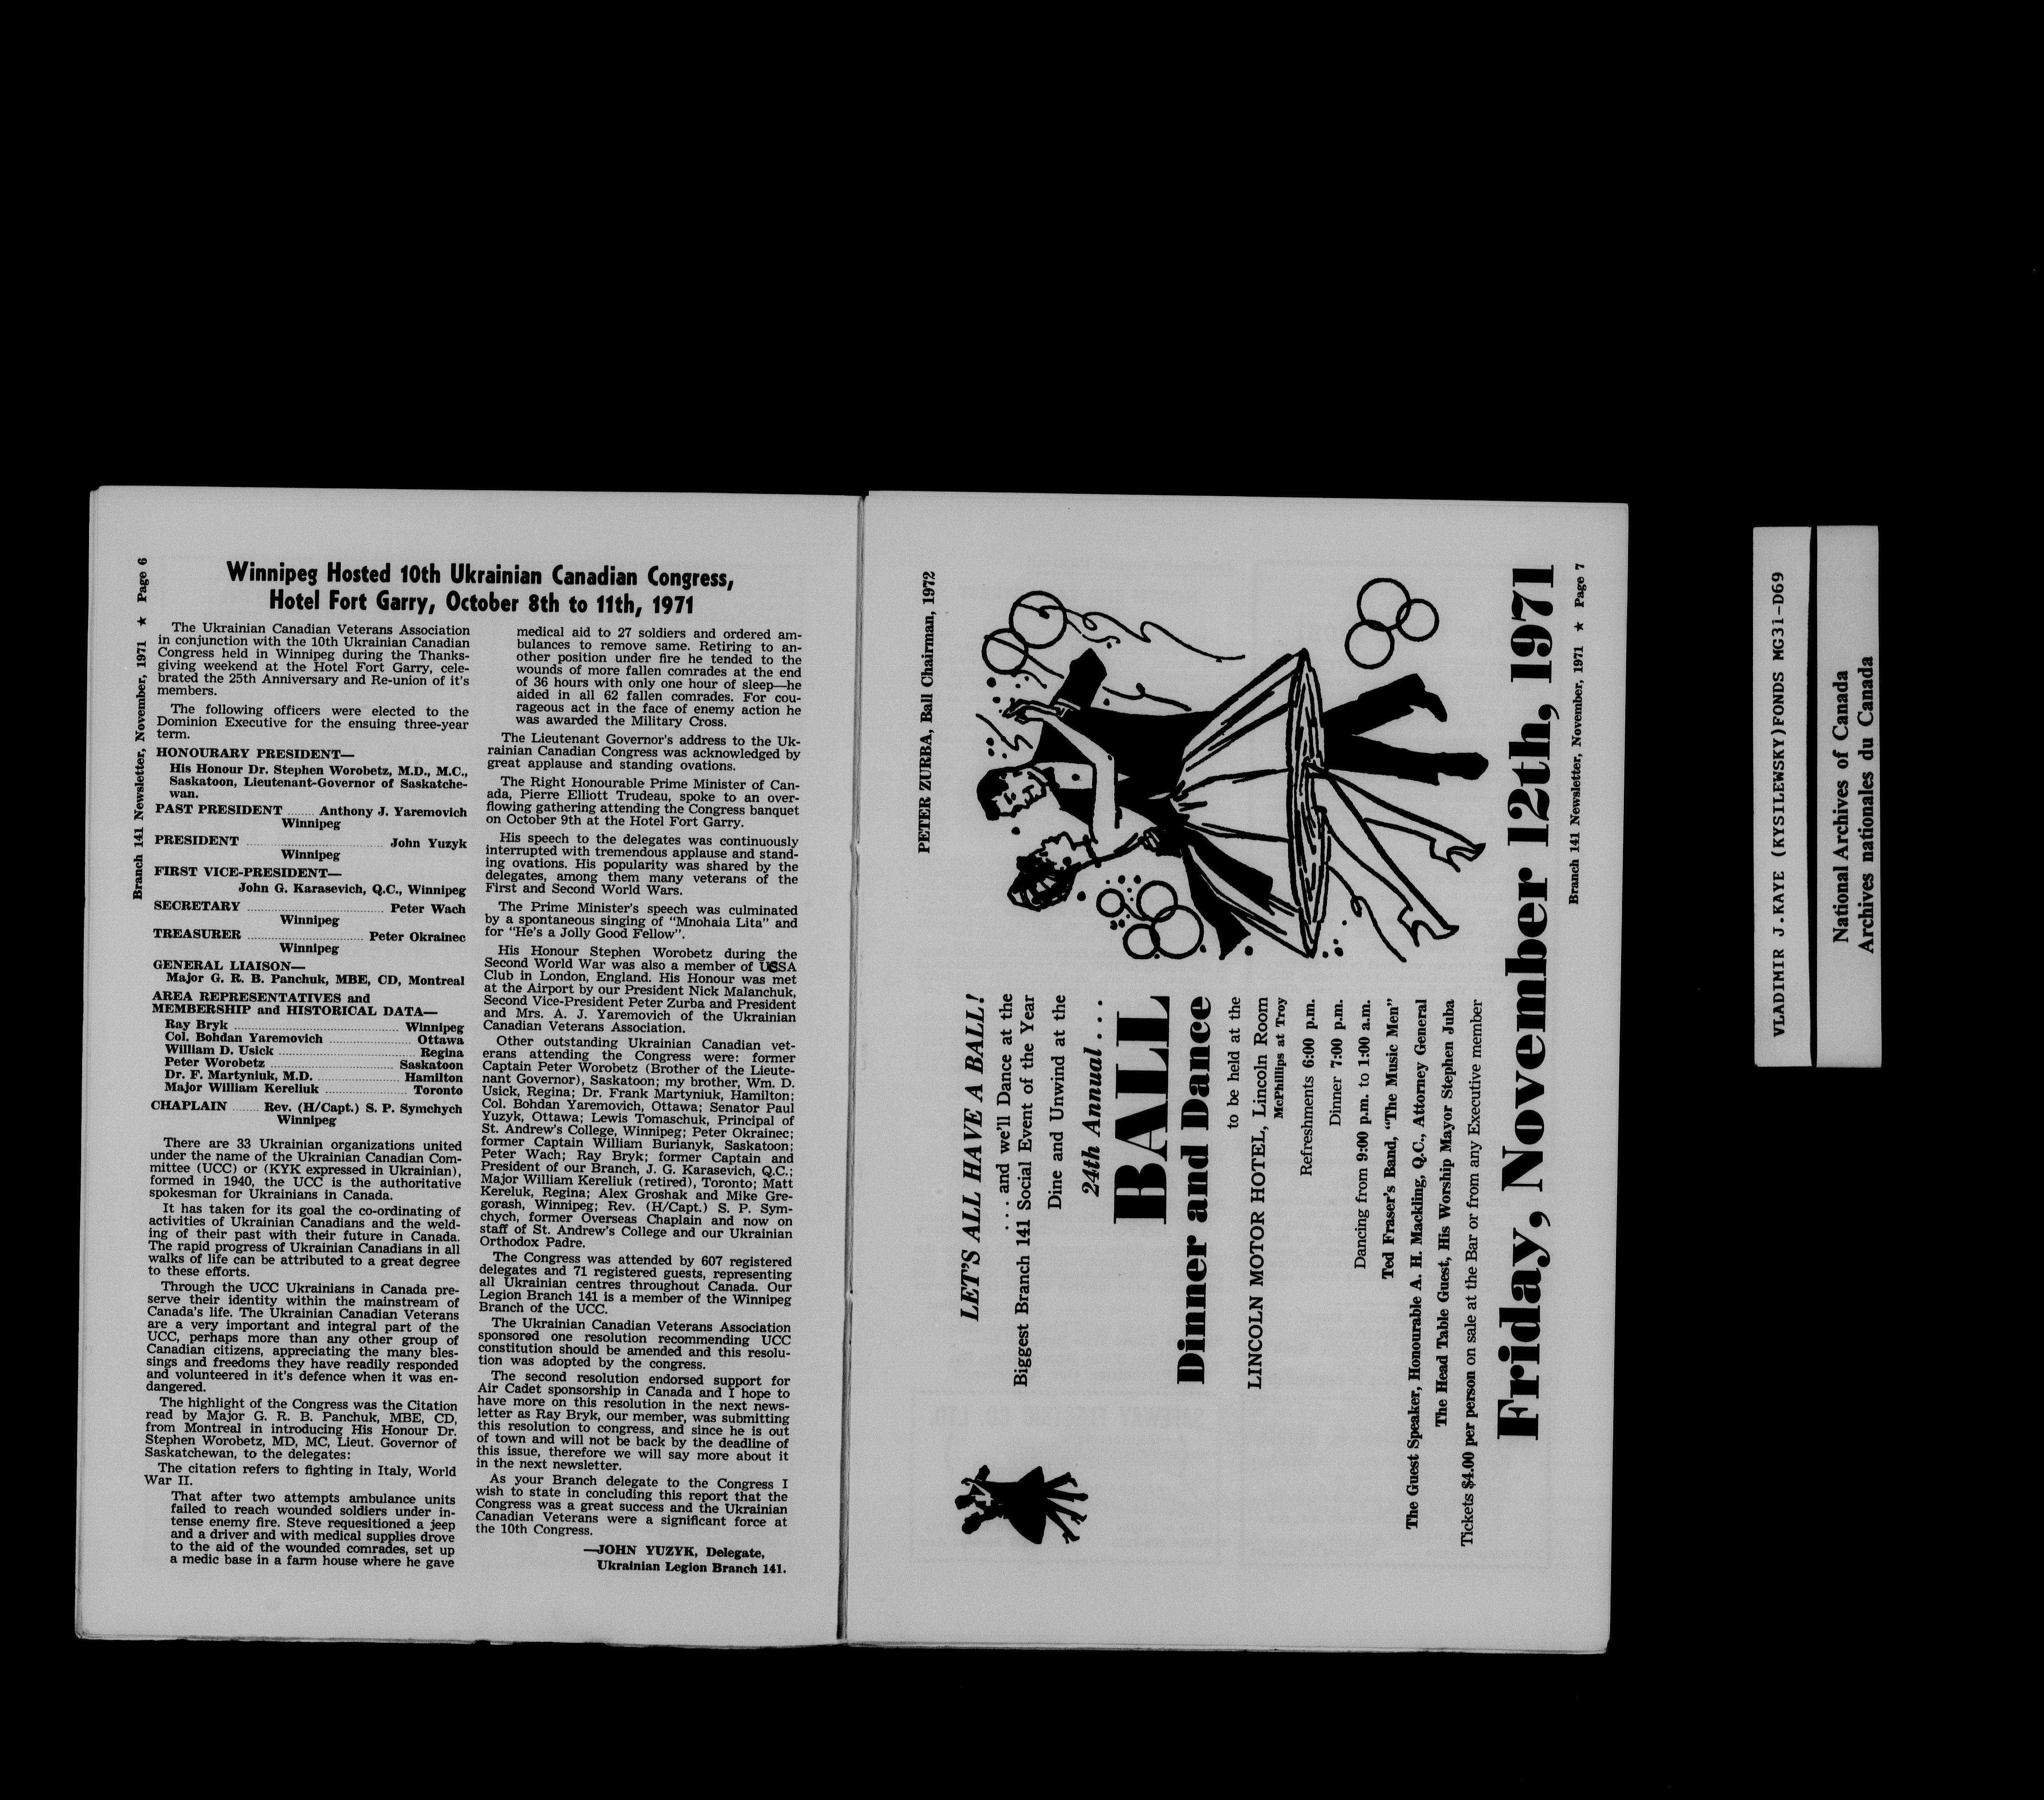 Branch 141 Newsletter, November, 1971 ★ Page 6
Winnipeg Hosted 10th Ukrainian Canadian Congress,
Hotel Fort Garry, October 8th to 11th, 1971
The Ukrainian Canadian Veterans Association
in conjunction with the 10th Ukrainian Canadian
Congress held in Winnipeg during the Thanks-
giving weekend at the Hotel Fort Garry, cele-
brated the 25th Anniversary and Re-union of it's
members.
The following officers were elected to the
Dominion Executive for the ensuing three-year
term.
HONOURARY PRESIDENT—
His Honour Dr. Stephen Worobetz, M.D., M.C.,
Saskatoon, Lieutenant-Governor of Saskatche-
wan.
PAST PRESIDENT ........ Anthony J. Yaremovich
Winnipeg
PRESIDENT ........ John Yuzyk
Winnipeg
FIRST VICE-PRESIDENT—
John G. Karasevich, Q.C., Winnipeg
SECRETARY ........ Peter Wach
Winnipeg
TREASURER ........ Peter Okrainec
Winnipeg
GENERAL LIAISON—
Major G. R. B. Panchuk, MBE, CD, Montreal
AREA REPRESENTATIVES and
MEMBERSHIP and HISTORICAL DATA—
Ray Bryk ........ Winnipeg
Col. Bohdan Yaremovich ........ Ottawa
William D. Usick ........ Regina
Peter Worobetz ........ Saskatoon
Dr. F. Martyniuk, M.D. ........ Hamilton
Major William Kereliuk ........ Toronto
CHAPLAIN ........ Rev. (H/Capt.) S. P. Symchych
Winnipeg
There are 33 Ukrainian organizations united
under the name of the Ukrainian Canadian Com-
mittee (UCC) or (KYK expressed in Ukrainian),
formed in 1940, the UCC is the authoritative
spokesman for Ukrainians in Canada.
It has taken for its goal the co-ordinating of
activities of Ukrainian Canadians and the weld-
ing of their past with their future in Canada.
The rapid progress of Ukrainian Canadians in all
walks of life can be attributed to a great degree
to these efforts.
Through the UCC Ukrainians in Canada pre-
serve their identity within the mainstream of
Canada's life. The Ukrainian Canadian Veterans
are a very important and integral part of the
UCC, perhaps more than any other group of
Canadian citizens, appreciating the many bles-
sings and freedoms they have readily responded
and volunteered in it's defence when it was en-
dangered.
The highlight of the Congress was the Citation
read by Major G. R. B. Panchuk, MBE, CD,
from Montreal in introducing His Honour Dr.
Stephen Worobetz, MD, MC, Lieut. Governor of
Saskatchewan, to the delegates:
The citation refers to fighting in Italy, World
War II.
That after two attempts ambulance units
failed to reach wounded soldiers under in-
tense enemy fire. Steve requesitioned a jeep
and a driver and with medical supplies drove
to the aid of the wounded comrades, set up
a medic base in a farm house where he gave
medical aid to 27 soldiers and ordered am-
bulances to remove same. Retiring to an-
other position under fire he tended to the
wounds of more fallen comrades at the end
of 36 hours with only one hour of sleep—he
aided in all 62 fallen comrades. For cou-
rageous act in the face of enemy action he
was awarded the Military Cross.
The Lieutenant Governor's address to the Uk-
rainian Canadian Congress was acknowledged by
great applause and standing ovations.
The Right Honourable Prime Minister of Can-
ada, Pierre Elliott Trudeau, spoke to an over-
flowing gathering attending the Congress banquet
on October 9th at the Hotel Fort Garry.
His speech to the delegates was continuously
interrupted with tremendous applause and stand-
ing ovations. His popularity was shared by the
delegates, among them many veterans of the
First and Second World Wars.
The Prime Minister's speech was culminated
by a spontaneous singing of "Mnohaia Lita" and
for "He's a Jolly Good Fellow".
His Honour Stephen Worobetz during the
Second World War was also a member of UCSA
Club in London, England. His Honour was met
at the Airport by our President Nick Malanchuk,
Second Vice-President Peter Zurba and President
and Mrs. A. J. Yaremovich of the Ukrainian
Canadian Veterans Association.
Other outstanding Ukrainian Canadian vet-
erans attending the Congress were: former
Captain Peter Worobetz (Brother of the Lieute-
nant Governor), Saskatoon; my brother, Wm. D.
Usick, Regina; Dr. Frank Martyniuk, Hamilton;
Col. Bohdan Yaremovich, Ottawa; Senator Paul
Yuzyk, Ottawa; Lewis Tomaschuk, Principal of
St. Andrew's College, Winnipeg; Peter Okrainec;
former Captain William Burianyk, Saskatoon;
Peter Wach; Ray Bryk; former Captain and
President of our Branch, J. G. Karasevich, Q.C.;
Major William Kereliuk (retired), Toronto; Matt
Kereluk, Regina; Alex Groshak and Mike Gre-
gorash, Winnipeg; Rev. (H/Capt.) S. P. Sym-
chych, former Overseas Chaplain and now on
staff of St. Andrew's College and our Ukrainian
Orthodox Padre.
The Congress was attended by 607 registered
delegates and 71 registered guests, representing
all Ukrainian centres throughout Canada. Our
Legion Branch 141 is a member of the Winnipeg
Branch of the UCC.
The Ukrainian Canadian Veterans Association
sponsored one resolution recommending UCC
constitution should be amended and this resolu-
tion was adopted by the congress.
The second resolution endorsed support for
Air Cadet sponsorship in Canada and I hope to
have more on this resolution in the next news-
letter as Ray Bryk, our member, was submitting
this resolution to congress, and since he is out
of town and will not be back by the deadline of
this issue, therefore we will say more about it
in the next newsletter.
As your Branch delegate to the Congress I
wish to state in concluding this report that the
Congress was a great success and the Ukrainian
Canadian Veterans were a significant force at
the 10th Congress.
—JOHN YUZYK, Delegate,
Ukrainian Legion Branch 141.
PETER ZURBA, Ball Chairman, 1972
LET'S ALL HAVE A BALL!
. . . and we'll Dance at the
Biggest Branch 141 Social Event of the Year
Dine and Unwind at the
24th Annual . . .
BALL
Dinner and Dance
to be held at the
LINCOLN MOTOR HOTEL, Lincoln Room
McPhillips at Troy
Refreshments 6:00 p.m.
Dinner 7:00 p.m.
Dancing from 9:00 p.m. to 1:00 a.m.
Ted Fraser's Band, "The Music Men"
The Guest Speaker, Honourable A. H. Mackling, Q.C., Attorney General
The Head Table Guest, His Worship Mayor Stephen Juba
Tickets $4.00 per person on sale at the Bar or from any Executive member
Friday, November 12th, 1971
Branch 141 Newsletter, November, 1971 ★ Page 7
VLADIMIR J.KAYE (KYSILEWSKY)FONDS MG31-D69
National Archives of Canada
Archives nationales du Canada